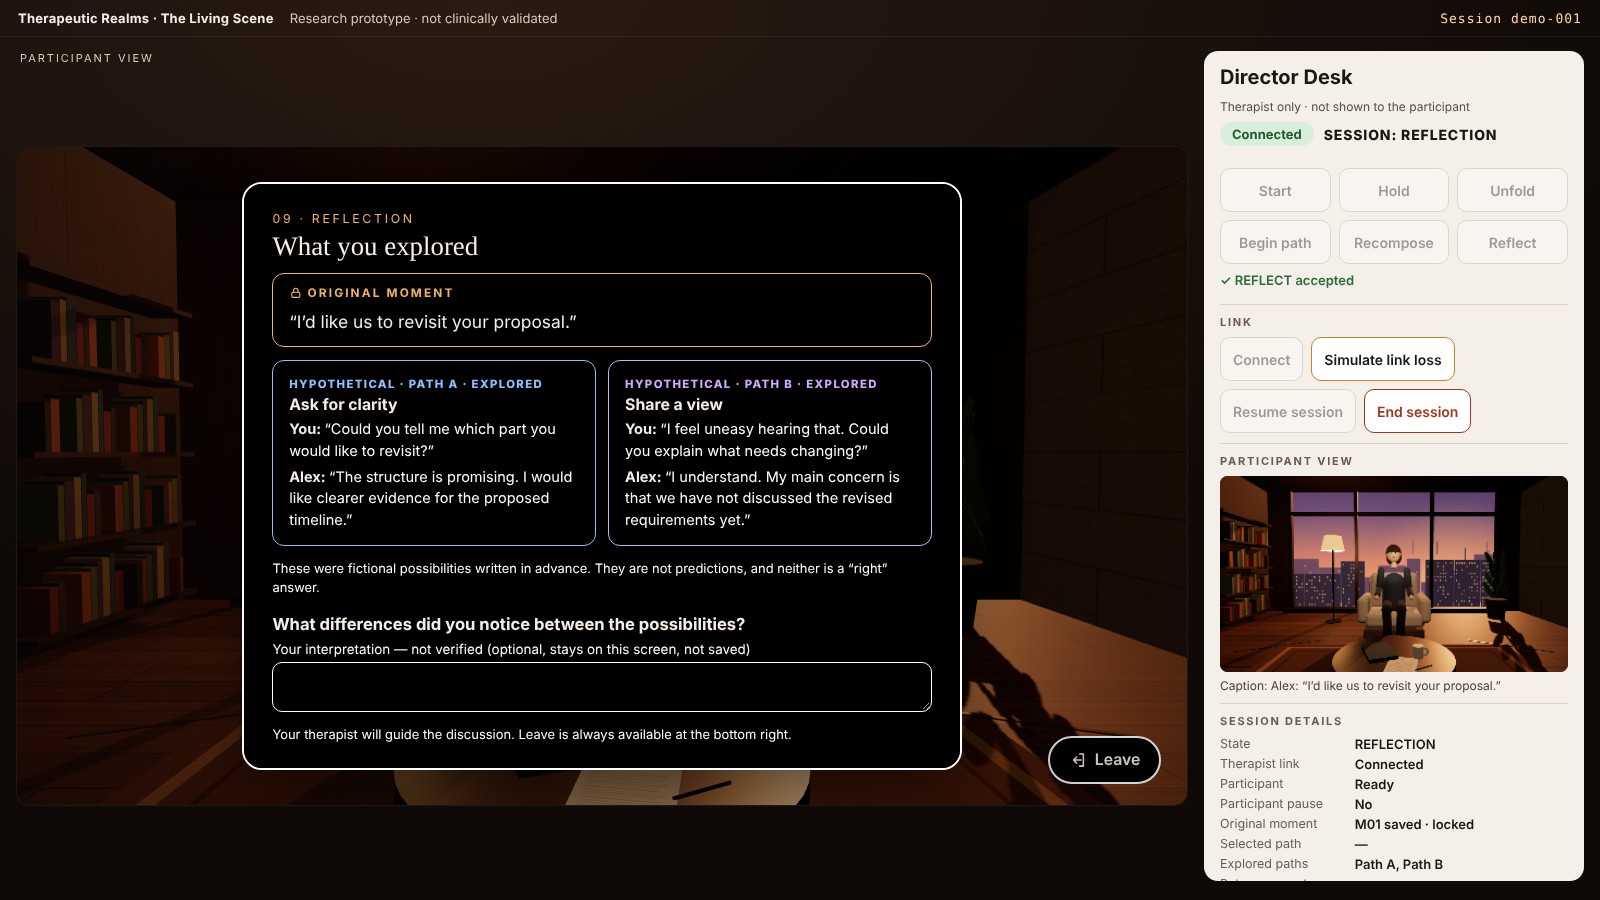 Therapeutic Realms · The Living Scene
Research prototype · not clinically validated
Session demo-001
PARTICIPANT VIEW
09 · REFLECTION
What you explored
ORIGINAL MOMENT
“I’d like us to revisit your proposal.”
HYPOTHETICAL · PATH A · EXPLORED
Ask for clarity
You: “Could you tell me which part you
would like to revisit?”
Alex: “The structure is promising. I would
like clearer evidence for the proposed
timeline.”
HYPOTHETICAL · PATH B · EXPLORED
Share a view
You: “I feel uneasy hearing that. Could
you explain what needs changing?”
Alex: “I understand. My main concern is
that we have not discussed the revised
requirements yet.”
These were fictional possibilities written in advance. They are not predictions, and neither is a “right”
answer.
What differences did you notice between the possibilities?
Your interpretation — not verified (optional, stays on this screen, not saved)
Your therapist will guide the discussion. Leave is always available at the bottom right.
Leave
Director Desk
Therapist only · not shown to the participant
Connected
SESSION: REFLECTION
Start
Hold
Unfold
Begin path
Recompose
Reflect
✓ REFLECT accepted
LINK
Connect
Simulate link loss
Resume session
End session
PARTICIPANT VIEW
Caption: Alex: “I’d like us to revisit your proposal.”
SESSION DETAILS
State REFLECTION
Therapist link Connected
Participant Ready
Participant pause No
Original moment M01 saved · locked
Selected path —
Explored paths Path A, Path B